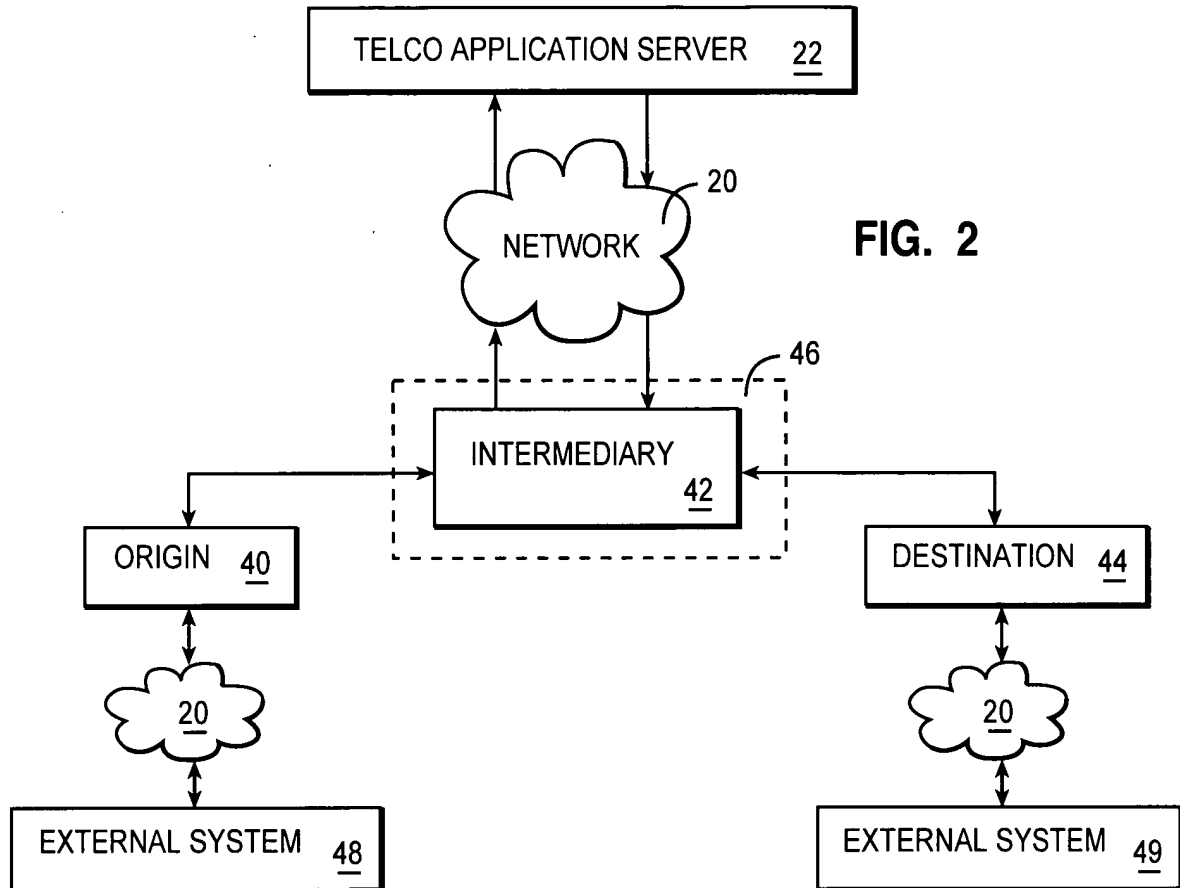 TELCO APPLICATION SERVER 22
20
NETWORK
FIG. 2
46
INTERMEDIARY
42
ORIGIN 40
DESTINATION 44
20
20
EXTERNAL SYSTEM 48
EXTERNAL SYSTEM 49